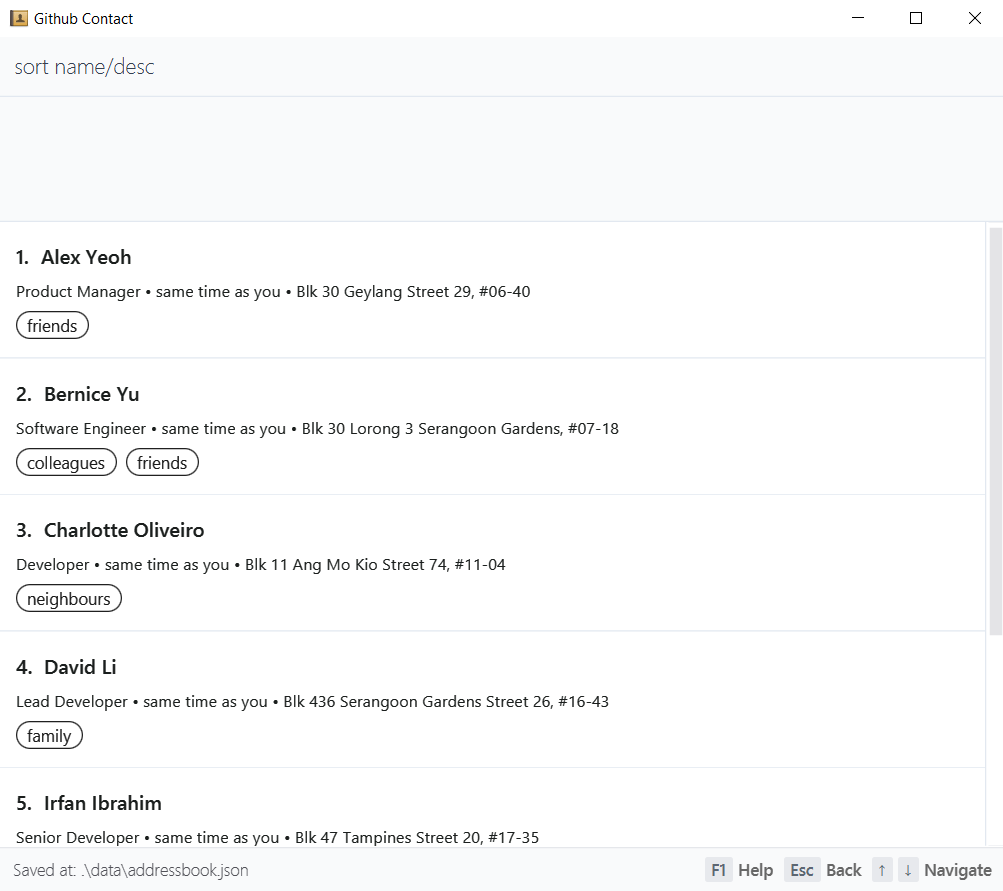 Github Contact
sort name/desc
1. Alex Yeoh
Product Manager • same time as you • Blk 30 Geylang Street 29, #06-40
friends
2. Bernice Yu
Software Engineer • same time as you • Blk 30 Lorong 3 Serangoon Gardens, #07-18
colleagues friends
3. Charlotte Oliveiro
Developer • same time as you • Blk 11 Ang Mo Kio Street 74, #11-04
neighbours
4. David Li
Lead Developer • same time as you • Blk 436 Serangoon Gardens Street 26, #16-43
family
5. Irfan Ibrahim
Senior Developer • same time as you • Blk 47 Tampines Street 20, #17-35
Saved at: .\data\addressbook.json F1 Help Esc Back ↑ ↓ Navigate